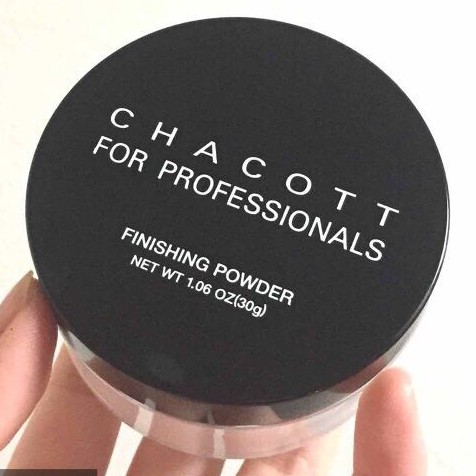 CHACOTT
FOR PROFESSIONALS
FINISHING POWDER
NET WT 1.06 OZ(30g)